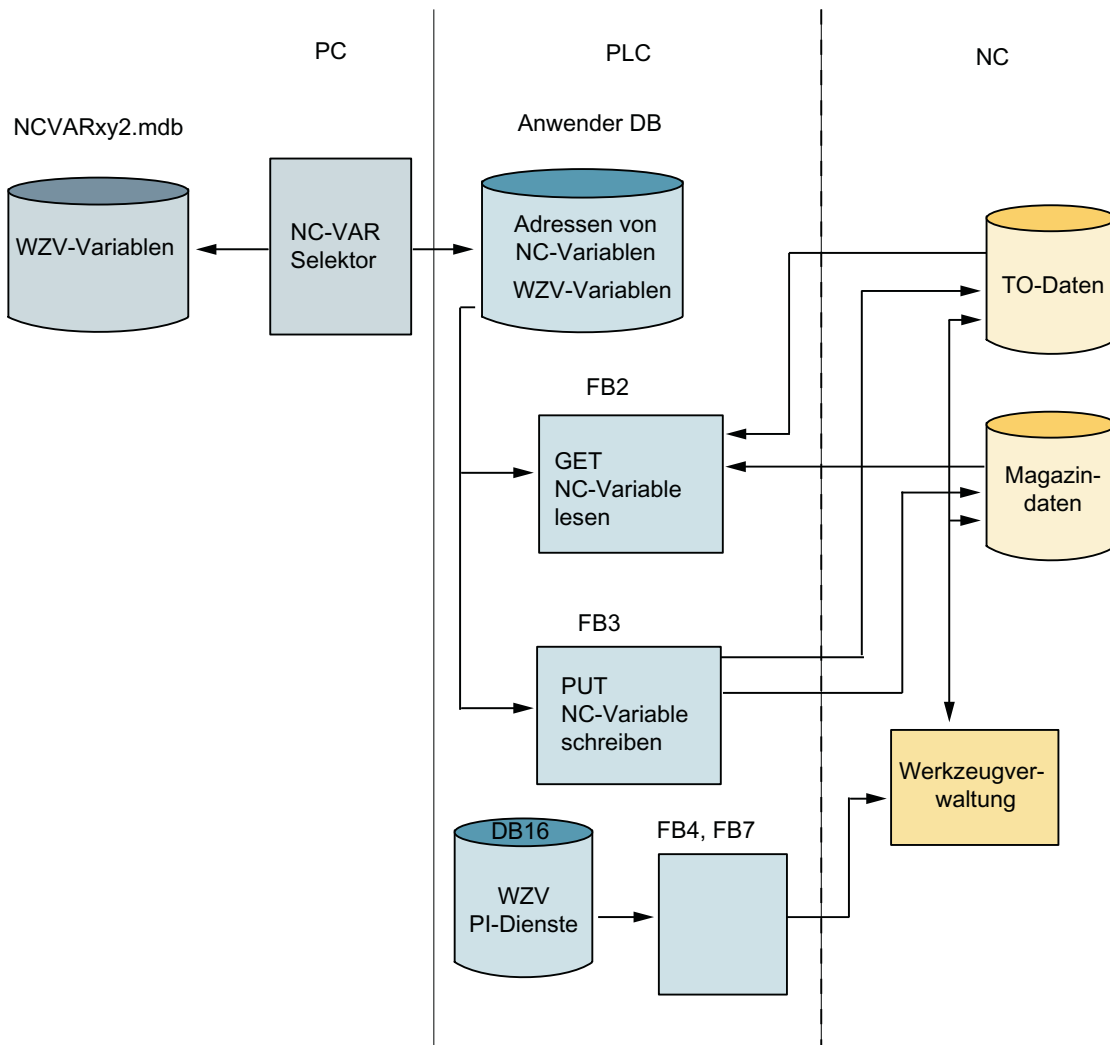 PC
PLC
NC
NCVARxy2.mdb
Anwender DB
WZV-Variablen
NC-VAR
Selektor
Adressen von
NC-Variablen
WZV-Variablen
TO-Daten
FB2
GET
NC-Variable
lesen
Magazin-
daten
FB3
PUT
NC-Variable
schreiben
Werkzeugver-
waltung
DB16
WZV
PI-Dienste
FB4, FB7